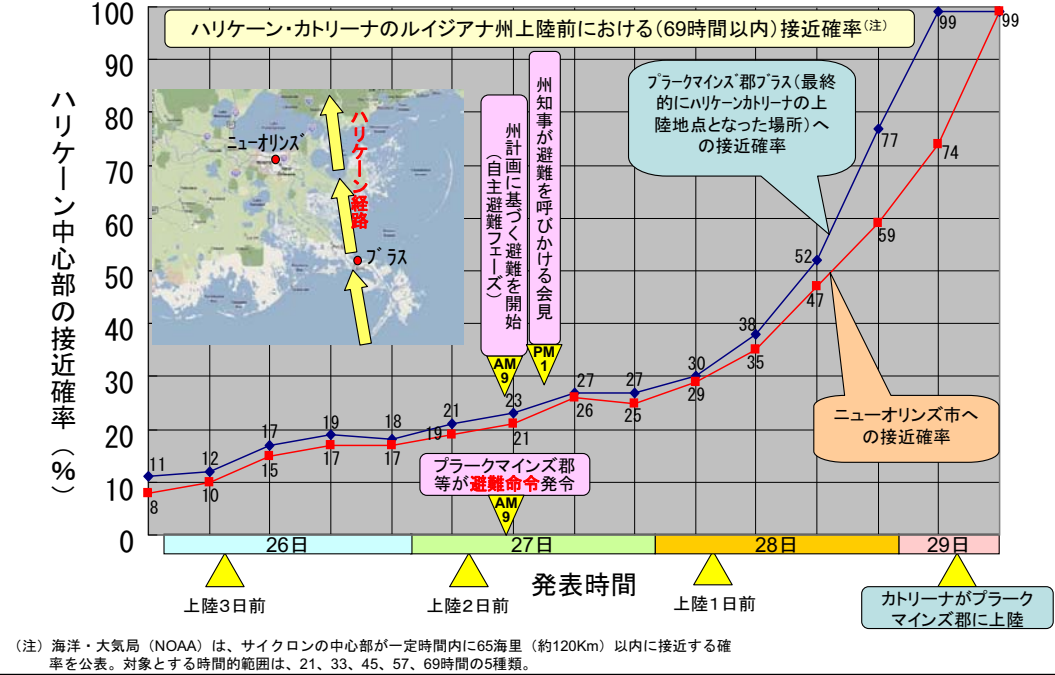 ハリケーン・カトリーナのルイジアナ州上陸前における(69時間以内)接近確率(注)
ハリケーン中心部の接近確率（%）
100
90
80
70
60
50
40
30
20
10
0
ニューオリンズ
ハリケーン経路
ブラス
州計画に基づく避難を開始
（自主避難フェーズ）
州知事が避難を呼びかける会見
AM
9
PM
1
プラークマインズ郡ブラス(最終
的にハリケーンカトリーナの上
陸地点となった場所)へ
の接近確率
ニューオリンズ市へ
の接近確率
プラークマインズ郡
等が避難命令発令
AM
9
11
12
17
19
18
21
23
27
27
30
38
52
77
99
8
10
15
17
17
19
21
26
25
29
35
47
59
74
99
26日
27日
28日
29日
上陸3日前
上陸2日前
発表時間
上陸1日前
カトリーナがプラーク
マインズ郡に上陸
（注）海洋・大気局（NOAA）は、サイクロンの中心部が一定時間内に65海里（約120Km）以内に接近する確
率を公表。対象とする時間的範囲は、21、33、45、57、69時間の5種類。